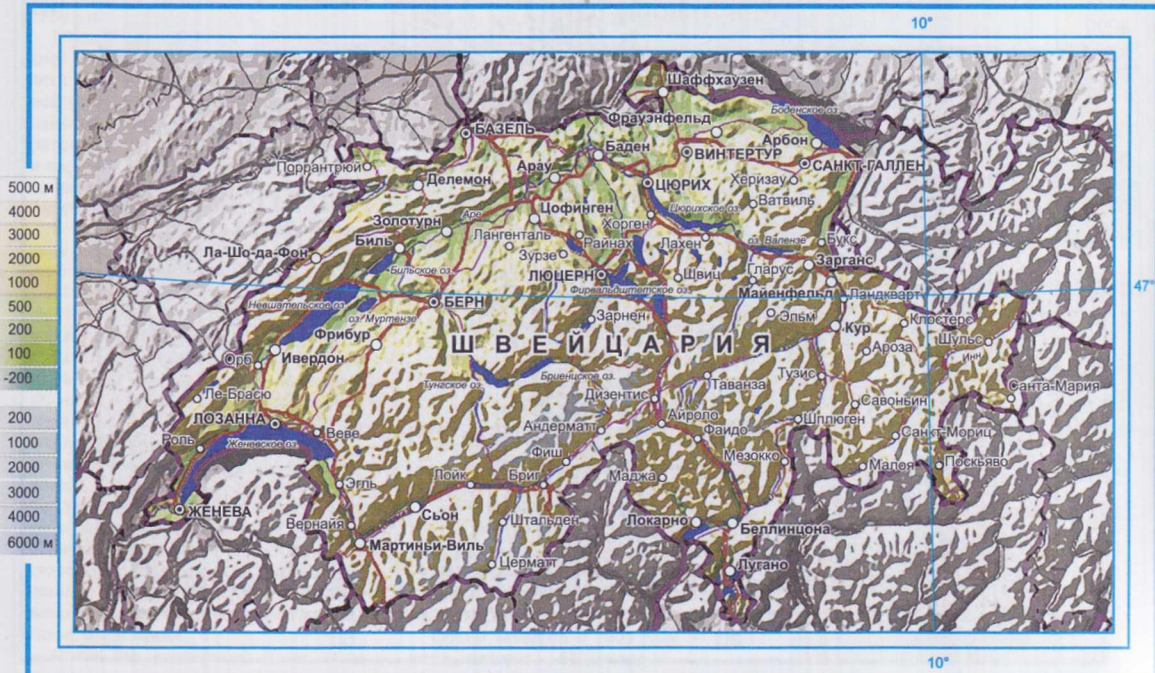 10°
Шаффхаузен
Боденское оз.
Фрауэнфельд
БАЗЕЛЬ
Арбон
Баден
ВИНТЕРТУР
САНКТ-ГАЛЛЕН
Поррантрюи
Арау
Делемон
ЦЮРИХ
Херизау
5000 м
Ватвиль
Цофинген
Цюрихское оз.
4000
Аре
Золотурн
Хорген
3000
Лангенталь
Райнах
Лахен
оз. Валензе
Букс
Биль
Зурзе
2000
Ла-Шо-да-Фон
Зарганс
Бильское оз.
ЛЮЦЕРН
Швиц
Гларус
1000
47°
Фирвальдштетское оз.
Майенфельд
Ландкварт
500
Невшательское оз.
БЕРН
оз. Муртензе
Зарнен
Эльм
Клостерс
200
Фрибур
Кур
ШВЕЙЦАРИЯ
Шульс
100
Орб
Ивердон
Ароза
Инн
-200
Тунгское оз.
Бриенцское оз.
Таванза
Тузис
Санта-Мария
Ле-Брасю
Дизентис
Савоньин
200
ЛОЗАННА
Айроло
Шплюген
Андерматт
Фаидо
Санкт-Мориц
Роль
Веве
1000
Женевское оз.
Фиш
Мезокко
Малоя
Поскьяво
2000
Эгль
Лойк
Бриг
Маджа
3000
ЖЕНЕВА
Сьон
4000
Вернайя
Штальден
Локарно
Беллинцона
6000 м
Мартиньи-Виль
Церматт
Лугано
10°